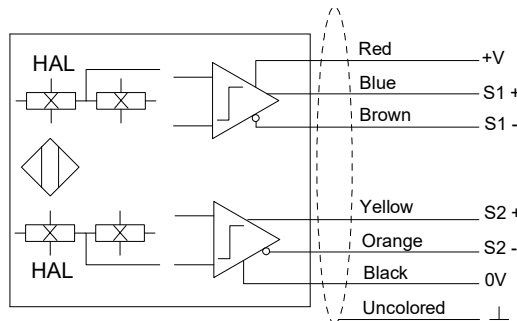 HAL
Red +V
Blue S1 +
Brown S1 -
Yellow S2 +
Orange S2 -
HAL
Black 0V
Uncolored